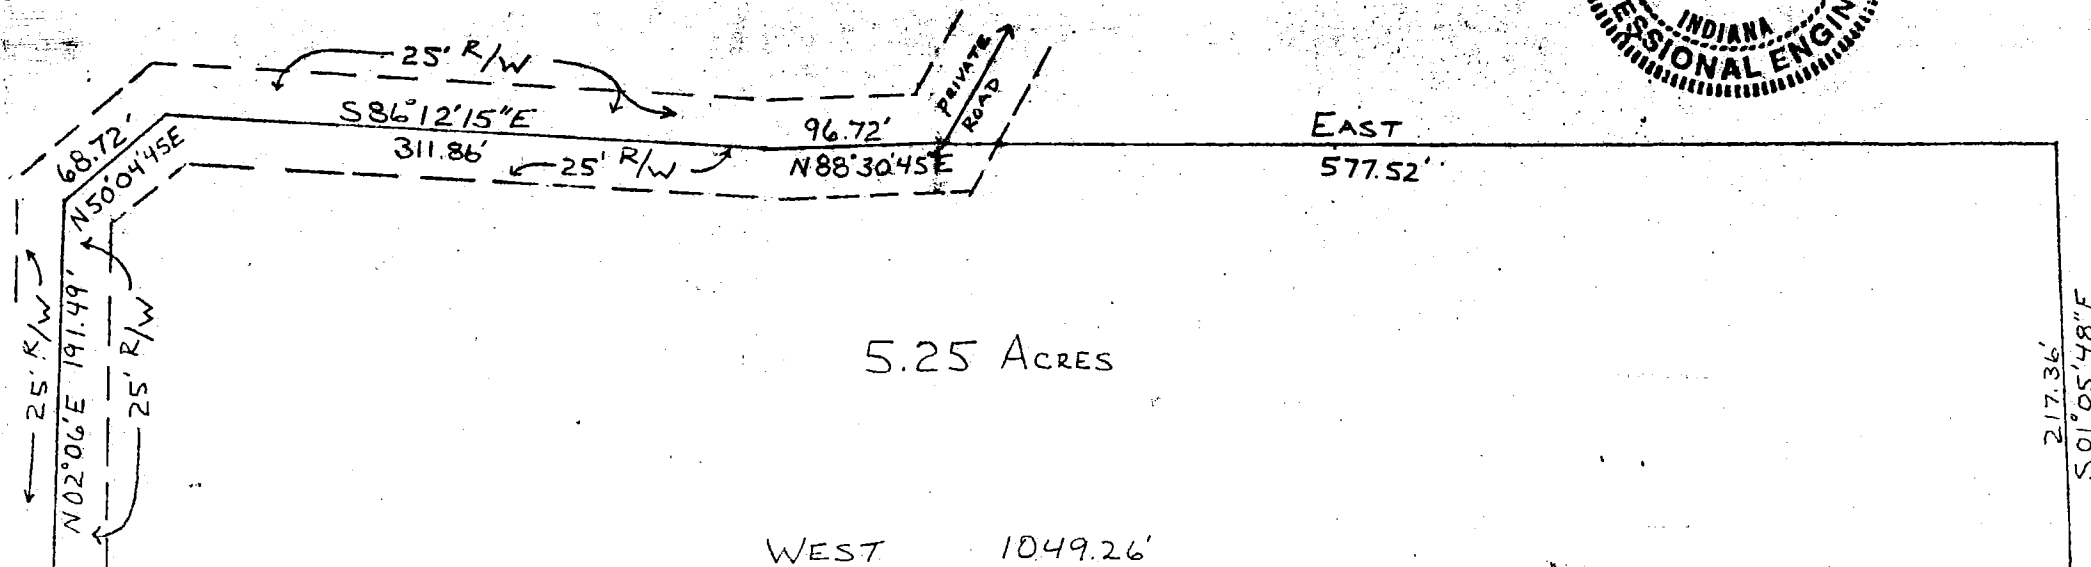 INDIANA
ESSIONAL ENGIN
25' R/W
PRIVATE
ROAD
S86°12'15"E
311.86'
96.72'
N88°30'45"E
EAST
577.52'
68.72'
N50°04'45E
25' R/W
25' R/W
N02°06'E 191.49'
25' R/W
5.25 ACRES
217.36'
S01°05'48"E
WEST 1049.26'